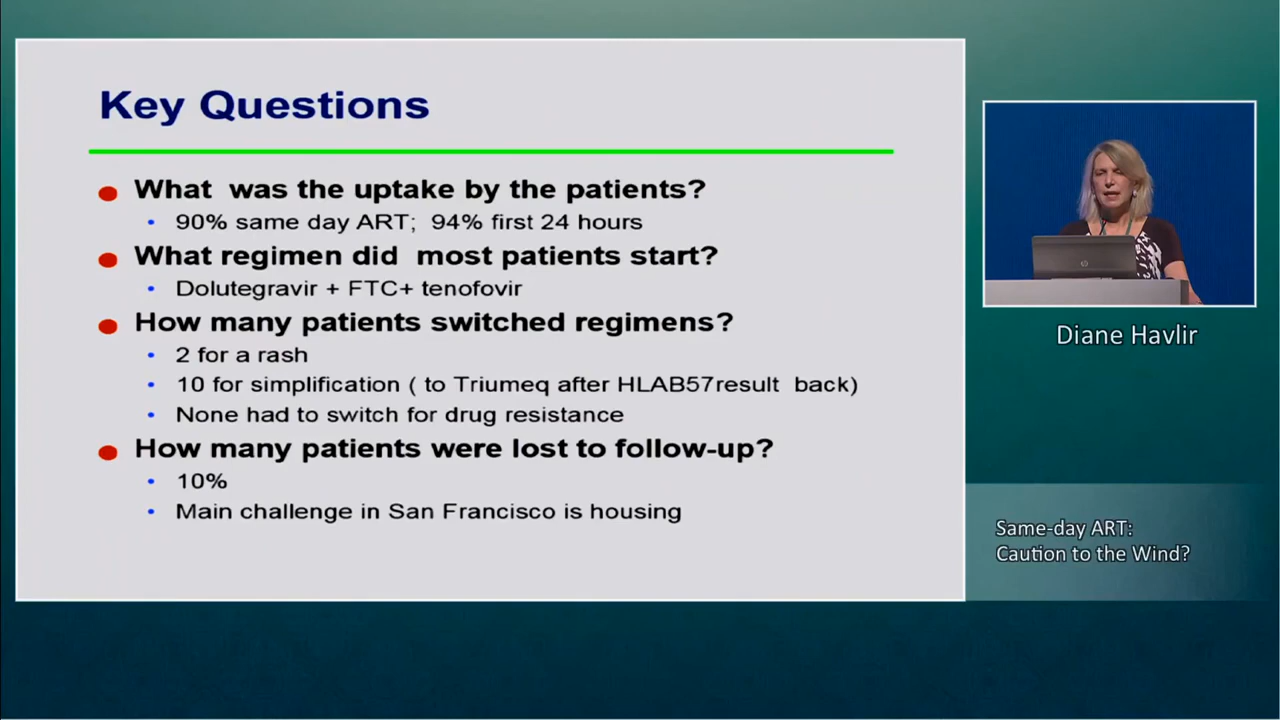 Key Questions
What was the uptake by the patients?
90% same day ART; 94% first 24 hours
What regimen did most patients start?
Dolutegravir + FTC+ tenofovir
How many patients switched regimens?
2 for a rash
10 for simplification ( to Triumeq after HLAB57result back)
None had to switch for drug resistance
How many patients were lost to follow-up?
10%
Main challenge in San Francisco is housing
Diane Havlir
Same-day ART:
Caution to the Wind?